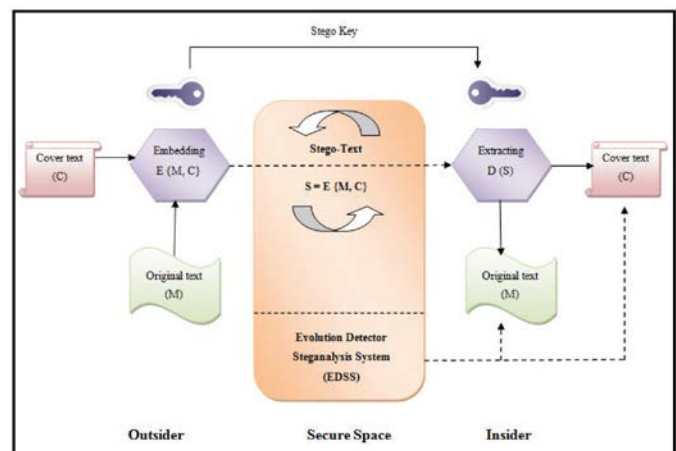 Stego Key
Cover text
(C)
Embedding
E {M, C}
Stego-Text
S = E {M, C}
Extracting
D (S)
Cover text
(C)
Original text
(M)
Original text
(M)
Evolution Detector
Steganalysis System
(EDSS)
Outsider
Secure Space
Insider